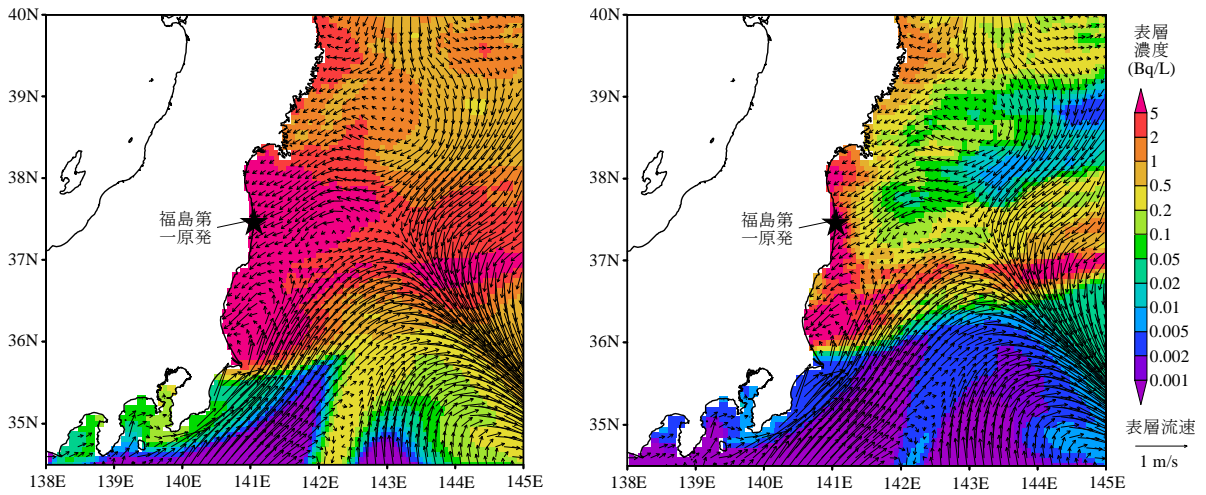 40N
39N
38N
37N
36N
35N
138E
139E
140E
141E
142E
143E
144E
145E
福島第
一原発
40N
39N
38N
37N
36N
35N
138E
139E
140E
141E
142E
143E
144E
145E
福島第
一原発
表層
濃度
(Bq/L)
5
2
1
0.5
0.2
0.1
0.05
0.02
0.01
0.005
0.002
0.001
表層流速
1 m/s